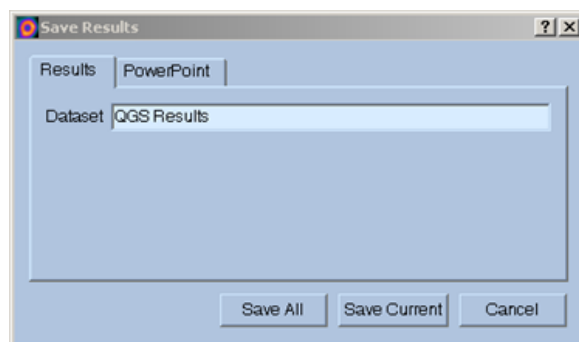 Save Results
Results PowerPoint
Dataset QGS Results
Save All Save Current Cancel